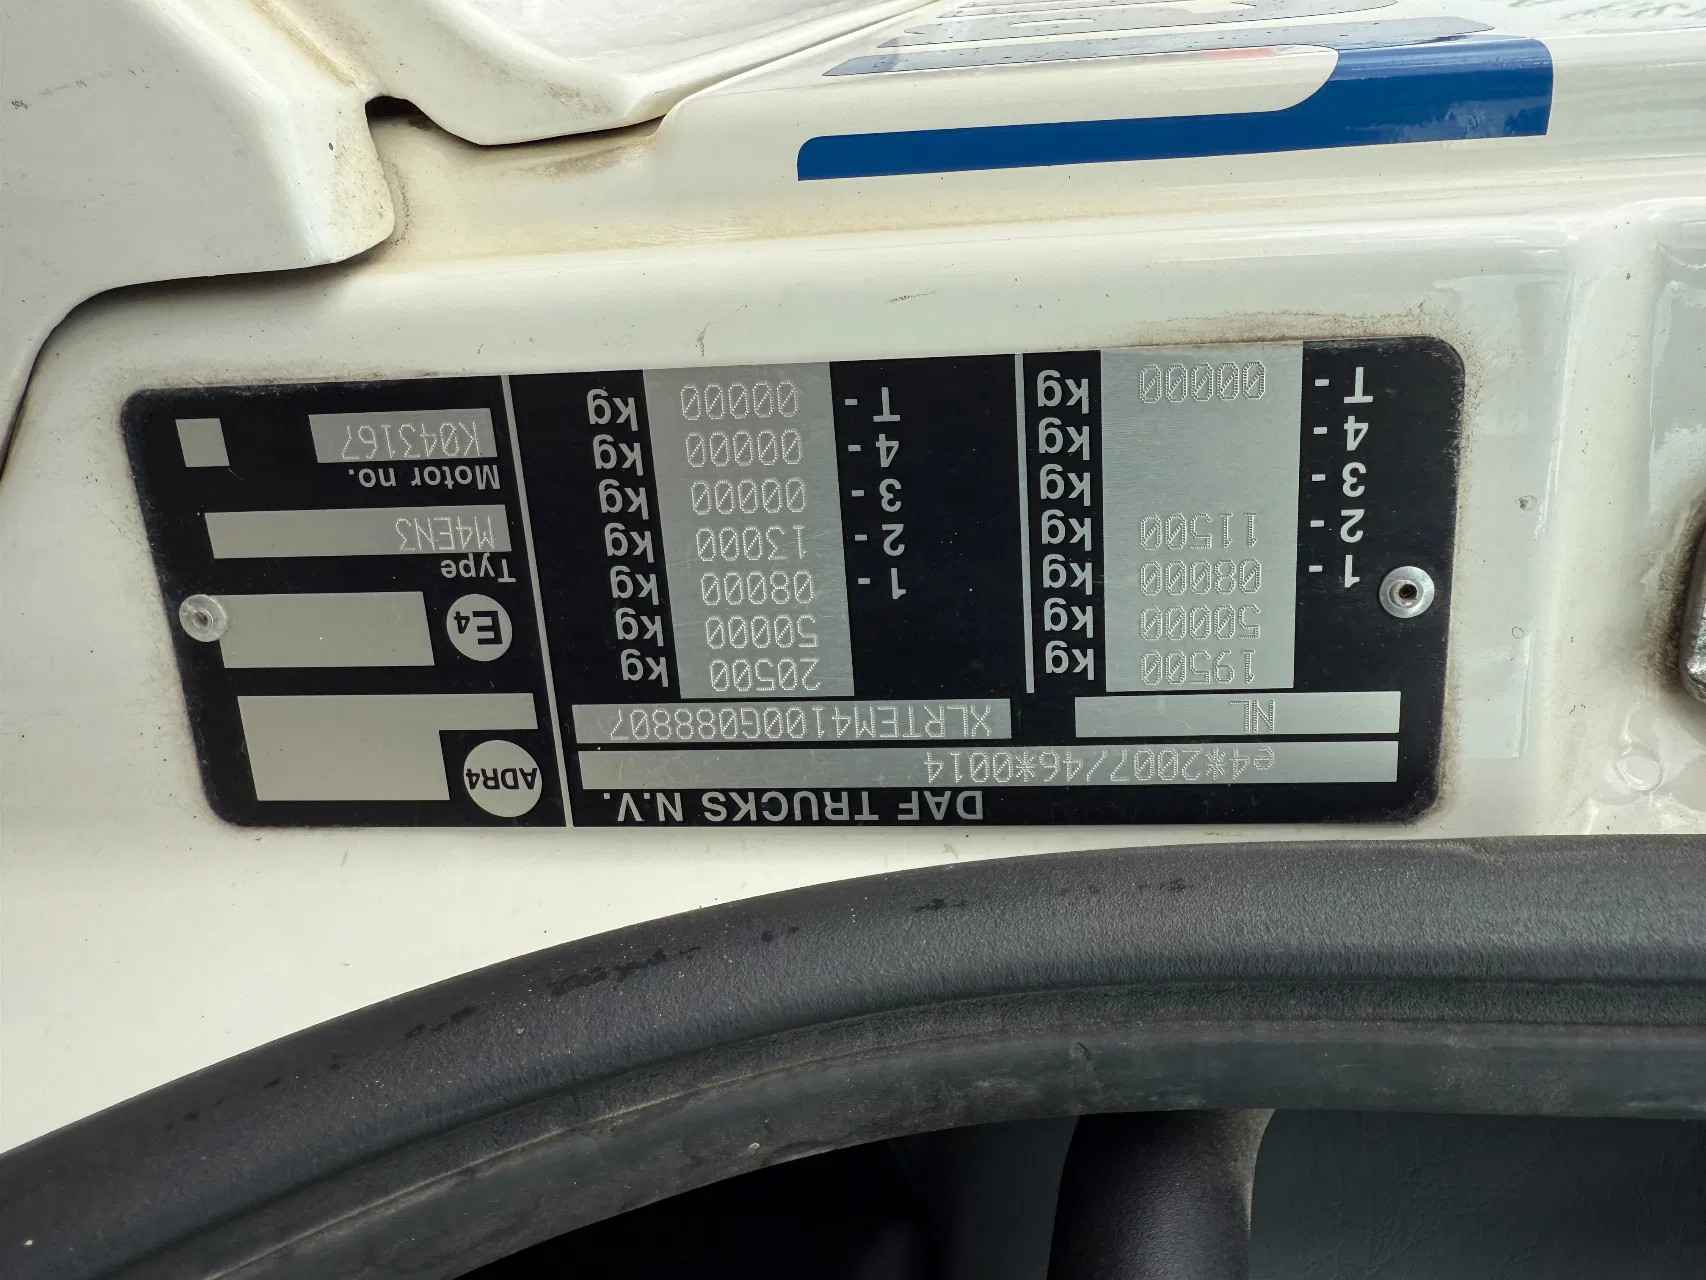 DAF TRUCKS N.V.
e4*2007/46*0014
NL XLRTEM4100G088807
19500 kg 20500 kg
50000 kg 50000 kg
1 - 08000 kg 1 - 08000 kg
2 - 11500 kg 2 - 13000 kg
3 - kg 3 - 00000 kg
4 - kg 4 - 00000 kg
T - 00000 kg T - 00000 kg
ADR4
E4
Type
M4EN3
Motor no.
K043167